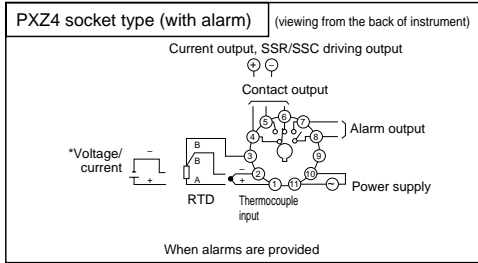 PXZ4 socket type (with alarm) (viewing from the back of instrument)
Current output, SSR/SSC driving output
+ −
Contact output
5 6 7
4 8
Alarm output
*Voltage/
current
−
+
B
B
A
3
9
−
+
2
10
1 11
~
Power supply
RTD
Thermocouple
input
When alarms are provided